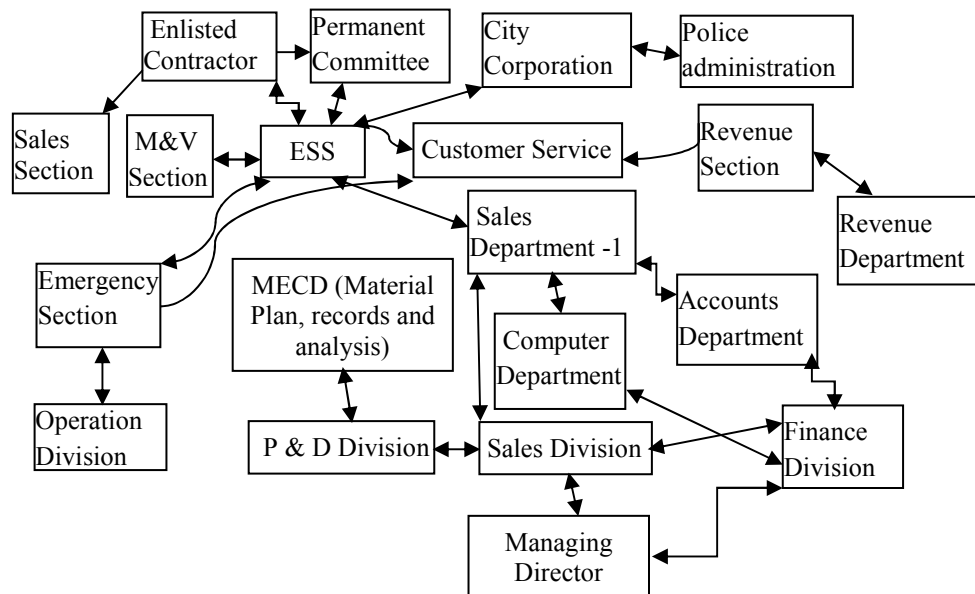 Enlisted
Contractor
Permanent
Committee
City
Corporation
Police
administration
Sales
Section
M&V
Section
ESS
Customer Service
Revenue
Section
Sales
Department -1
Revenue
Department
Emergency
Section
MECD (Material
Plan, records and
analysis)
Computer
Department
Accounts
Department
Operation
Division
P & D Division
Sales Division
Finance
Division
Managing
Director